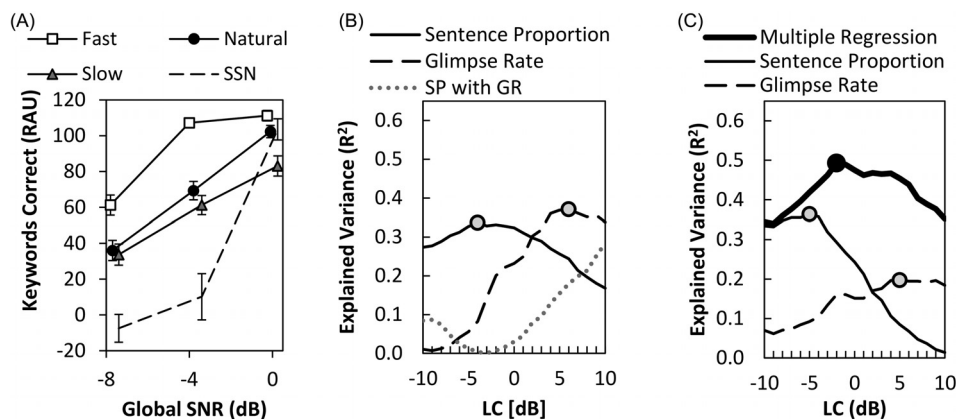 (A)
Fast
Natural
Slow
SSN
Keywords Correct (RAU)
120
100
80
60
40
20
0
-20
-8
-4
0
Global SNR (dB)
(B)
Sentence Proportion
Glimpse Rate
SP with GR
Explained Variance (R²)
0.6
0.5
0.4
0.3
0.2
0.1
0.0
-10
-5
0
5
10
LC [dB]
(C)
Multiple Regression
Sentence Proportion
Glimpse Rate
Explained Variance (R²)
0.6
0.5
0.4
0.3
0.2
0.1
0.0
-10
-5
0
5
10
LC (dB)